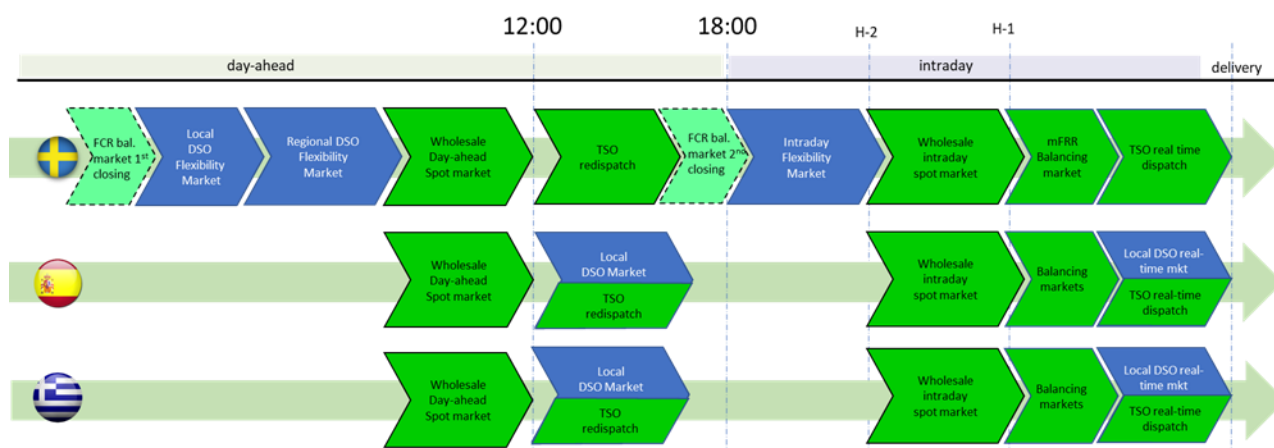 12:00
18:00
H-2
H-1
day-ahead
intraday
delivery
FCR bal.
market 1st
closing
Local
DSO
Flexibility
Market
Regional DSO
Flexibility
Market
Wholesale
Day-ahead
Spot market
TSO
redispatch
FCR bal.
market 2nd
closing
Intraday
Flexibility
Market
Wholesale
intraday
spot market
mFRR
Balancing
market
TSO real time
dispatch
Wholesale
Day-ahead
Spot market
Local
DSO Market
TSO
redispatch
Wholesale
intraday
spot market
Balancing
markets
Local DSO real-
time mkt
TSO real-time
dispatch
Wholesale
Day-ahead
Spot market
Local
DSO Market
TSO
redispatch
Wholesale
intraday
spot market
Balancing
markets
Local DSO real-
time mkt
TSO real-time
dispatch